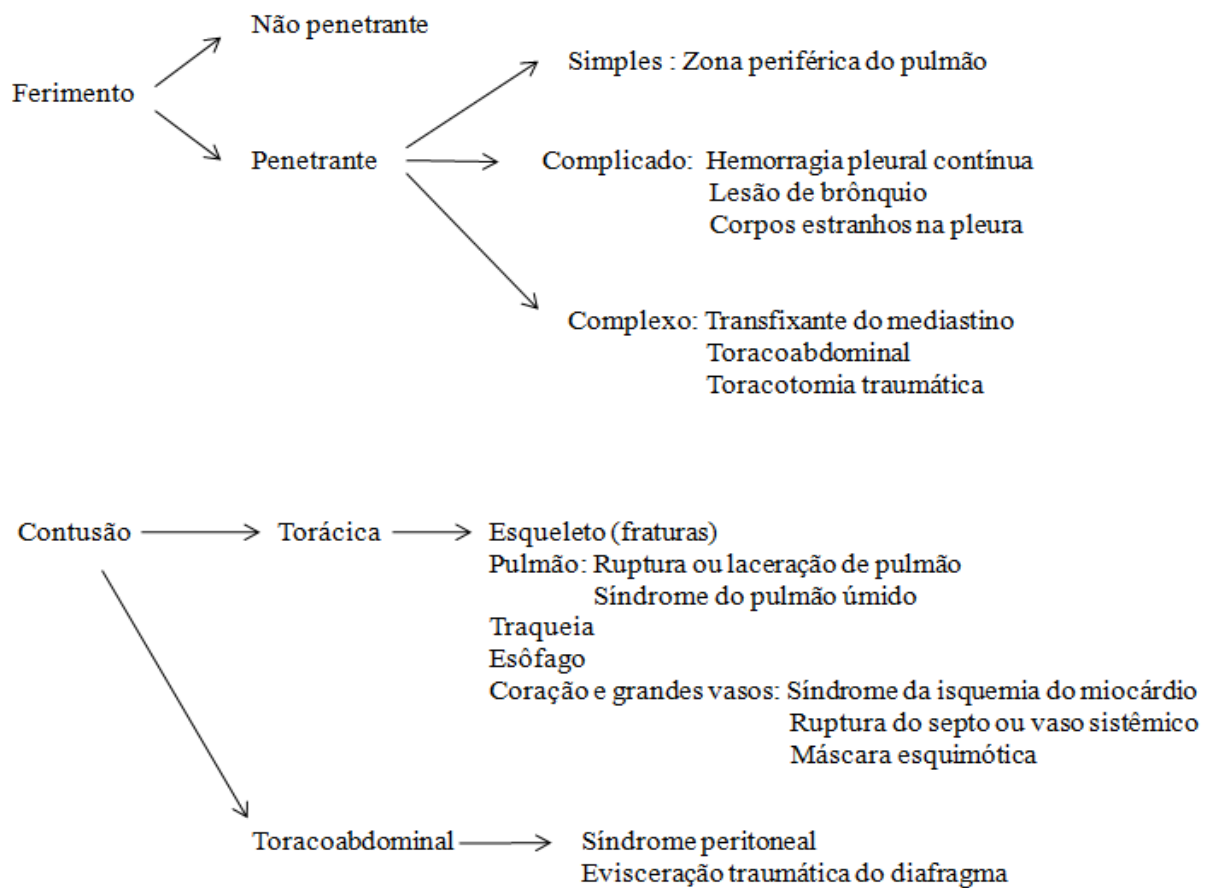 Não penetrante
Ferimento
Simples : Zona periférica do pulmão
Penetrante
Complicado: Hemorragia pleural contínua
Lesão de brônquio
Corpos estranhos na pleura
Complexo: Transfixante do mediastino
Toracoabdominal
Toracotomia traumática
Contusão
Torácica
Esqueleto (fraturas)
Pulmão: Ruptura ou laceração de pulmão
Síndrome do pulmão úmido
Traqueia
Esôfago
Coração e grandes vasos: Síndrome da isquemia do miocárdio
Ruptura do septo ou vaso sistêmico
Máscara esquimótica
Toracoabdominal
Síndrome peritoneal
Evisceração traumática do diafragma